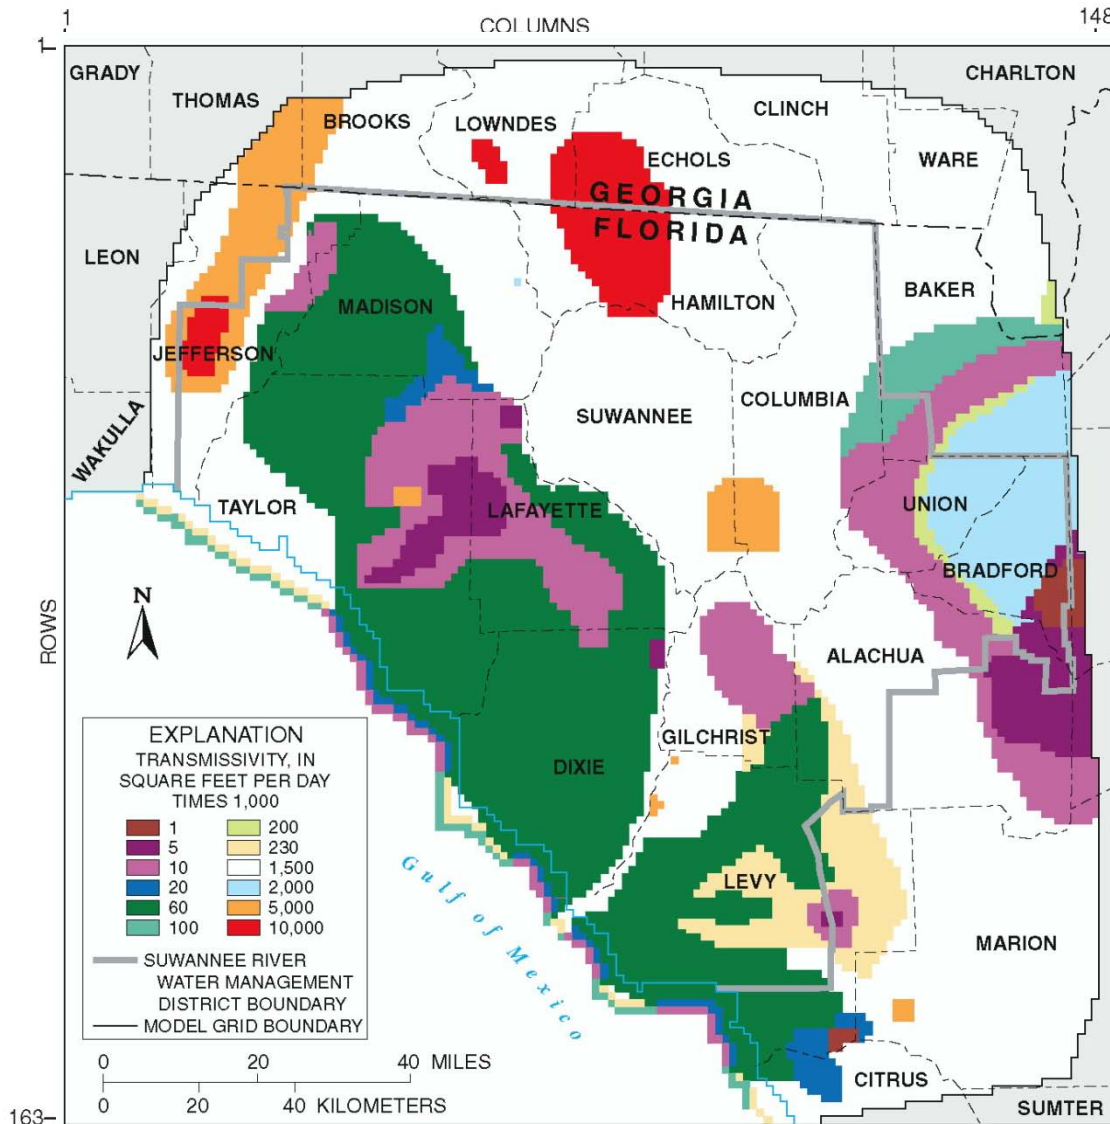 1
COLUMNS
148
1
GRADY
THOMAS
BROOKS
LOWNDES
ECHOLS
CLINCH
CHARLTON
WARE
GEORGIA
FLORIDA
LEON
MADISON
HAMILTON
BAKER
JEFFERSON
WAKULLA
SUWANNEE
COLUMBIA
TAYLOR
LAFAYETTE
UNION
BRADFORD
N
ROWS
ALACHUA
GILCHRIST
DIXIE
LEVY
MARION
Gulf of Mexico
CITRUS
SUMTER
EXPLANATION
TRANSMISSIVITY, IN
SQUARE FEET PER DAY
TIMES 1,000
1 200
5 230
10 1,500
20 2,000
60 5,000
100 10,000
SUWANNEE RIVER
WATER MANAGEMENT
DISTRICT BOUNDARY
MODEL GRID BOUNDARY
0 20 40 MILES
0 20 40 KILOMETERS
163